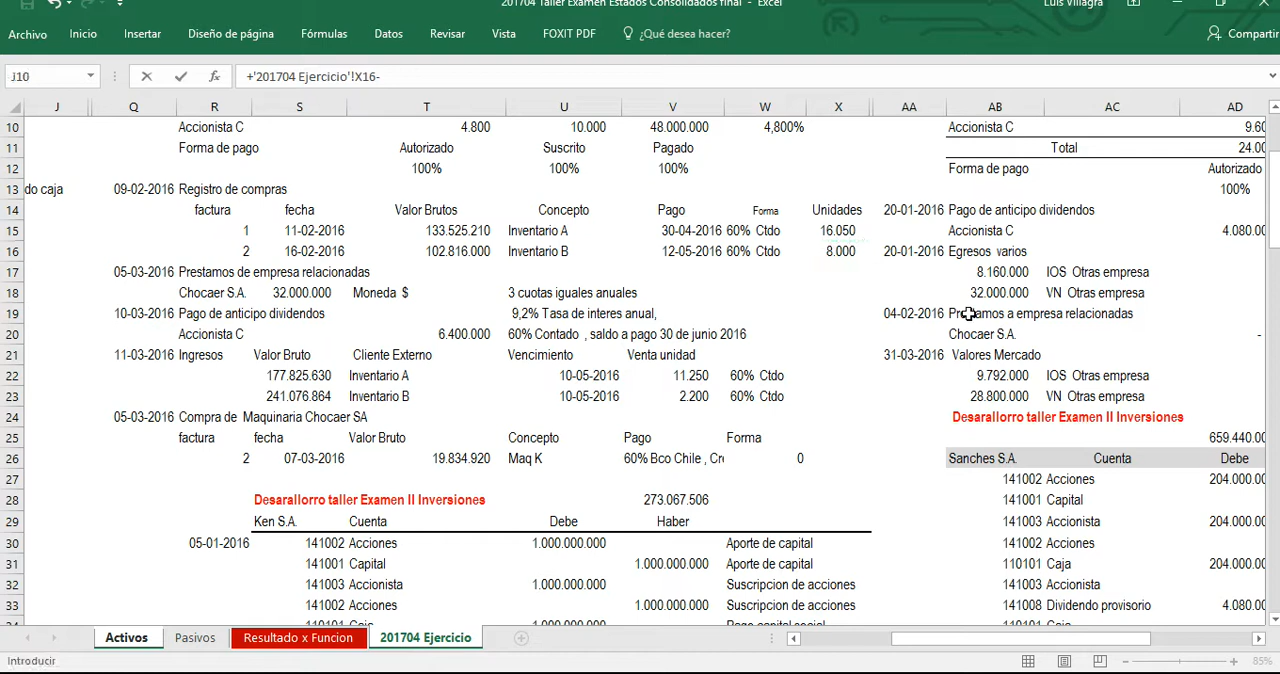 201704 Taller Examen Estados Consolidados final - Excel
Luis Villagra
Archivo Inicio Insertar Diseño de página Fórmulas Datos Revisar Vista FOXIT PDF ¿Qué desea hacer? Compartir
J10 fx +'201704 Ejercicio'!X16-
J Q R S T U V W X AA AB AC AD
10 Accionista C 4.800 10.000 48.000.000 4,800% Accionista C 9.60
11 Forma de pago Autorizado Suscrito Pagado Total 24.00
12 100% 100% 100% Forma de pago Autorizado
13 do caja 09-02-2016 Registro de compras 100%
14 factura fecha Valor Brutos Concepto Pago Forma Unidades 20-01-2016 Pago de anticipo dividendos
15 1 11-02-2016 133.525.210 Inventario A 30-04-2016 60% Ctdo 16.050 Accionista C 4.080.00
16 2 16-02-2016 102.816.000 Inventario B 12-05-2016 60% Ctdo 8.000 20-01-2016 Egresos varios
17 05-03-2016 Prestamos de empresa relacionadas 8.160.000 IOS Otras empresa
18 Chocaer S.A. 32.000.000 Moneda $ 3 cuotas iguales anuales 32.000.000 VN Otras empresa
19 10-03-2016 Pago de anticipo dividendos 9,2% Tasa de interes anual, 04-02-2016 Prestamos a empresa relacionadas
20 Accionista C 6.400.000 60% Contado , saldo a pago 30 de junio 2016 Chocaer S.A. -
21 11-03-2016 Ingresos Valor Bruto Cliente Externo Vencimiento Venta unidad 31-03-2016 Valores Mercado
22 177.825.630 Inventario A 10-05-2016 11.250 60% Ctdo 9.792.000 IOS Otras empresa
23 241.076.864 Inventario B 10-05-2016 2.200 60% Ctdo 28.800.000 VN Otras empresa
24 05-03-2016 Compra de Maquinaria Chocaer SA Desarallorro taller Examen II Inversiones
25 factura fecha Valor Bruto Concepto Pago Forma 659.440.00
26 2 07-03-2016 19.834.920 Maq K 60% Bco Chile , Cre 0 Sanches S.A. Cuenta Debe
27 141002 Acciones 204.000.00
28 Desarallorro taller Examen II Inversiones 273.067.506 141001 Capital
29 Ken S.A. Cuenta Debe Haber 141003 Accionista 204.000.00
30 05-01-2016 141002 Acciones 1.000.000.000 Aporte de capital 141002 Acciones
31 141001 Capital 1.000.000.000 Aporte de capital 110101 Caja 204.000.00
32 141003 Accionista 1.000.000.000 Suscripcion de acciones 141003 Accionista
33 141002 Acciones 1.000.000.000 Suscripcion de acciones 141008 Dividendo provisorio 4.080.00
Activos Pasivos Resultado x Funcion 201704 Ejercicio
Introducir 85%